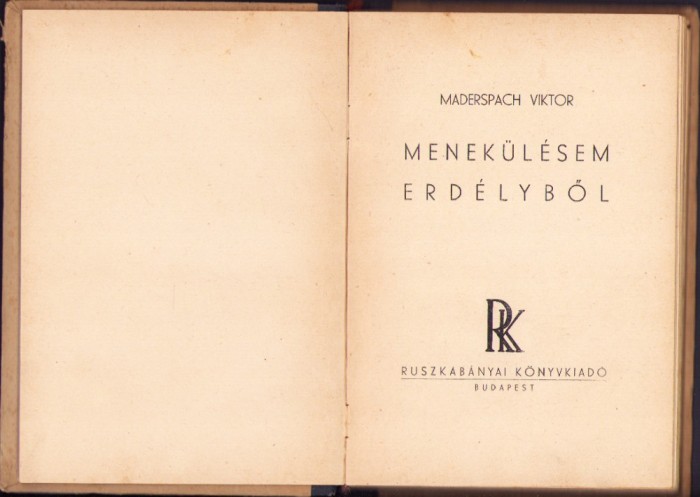 MADERSPACH VIKTOR
MENEKÜLÉSEM
ERDÉLYBŐL
RK
RUSZKABÁNYAI KÖNYVKIADÓ
BUDAPEST